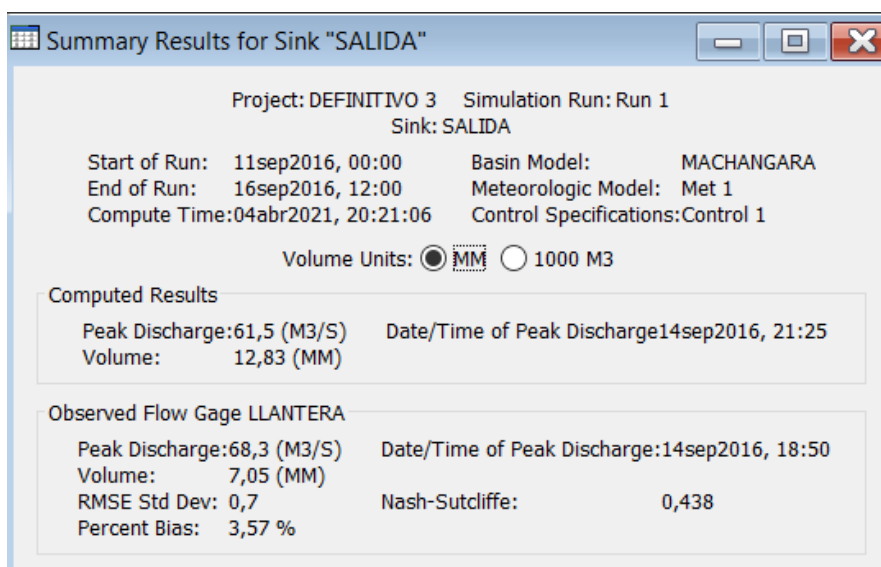 Summary Results for Sink "SALIDA"
Project: DEFINITIVO 3 Simulation Run: Run 1
Sink: SALIDA
Start of Run: 11sep2016, 00:00 Basin Model: MACHANGARA
End of Run: 16sep2016, 12:00 Meteorologic Model: Met 1
Compute Time:04abr2021, 20:21:06 Control Specifications:Control 1
Volume Units: MM 1000 M3
Computed Results
Peak Discharge:61,5 (M3/S) Date/Time of Peak Discharge14sep2016, 21:25
Volume: 12,83 (MM)
Observed Flow Gage LLANTERA
Peak Discharge:68,3 (M3/S) Date/Time of Peak Discharge:14sep2016, 18:50
Volume: 7,05 (MM)
RMSE Std Dev: 0,7 Nash-Sutcliffe: 0,438
Percent Bias: 3,57 %